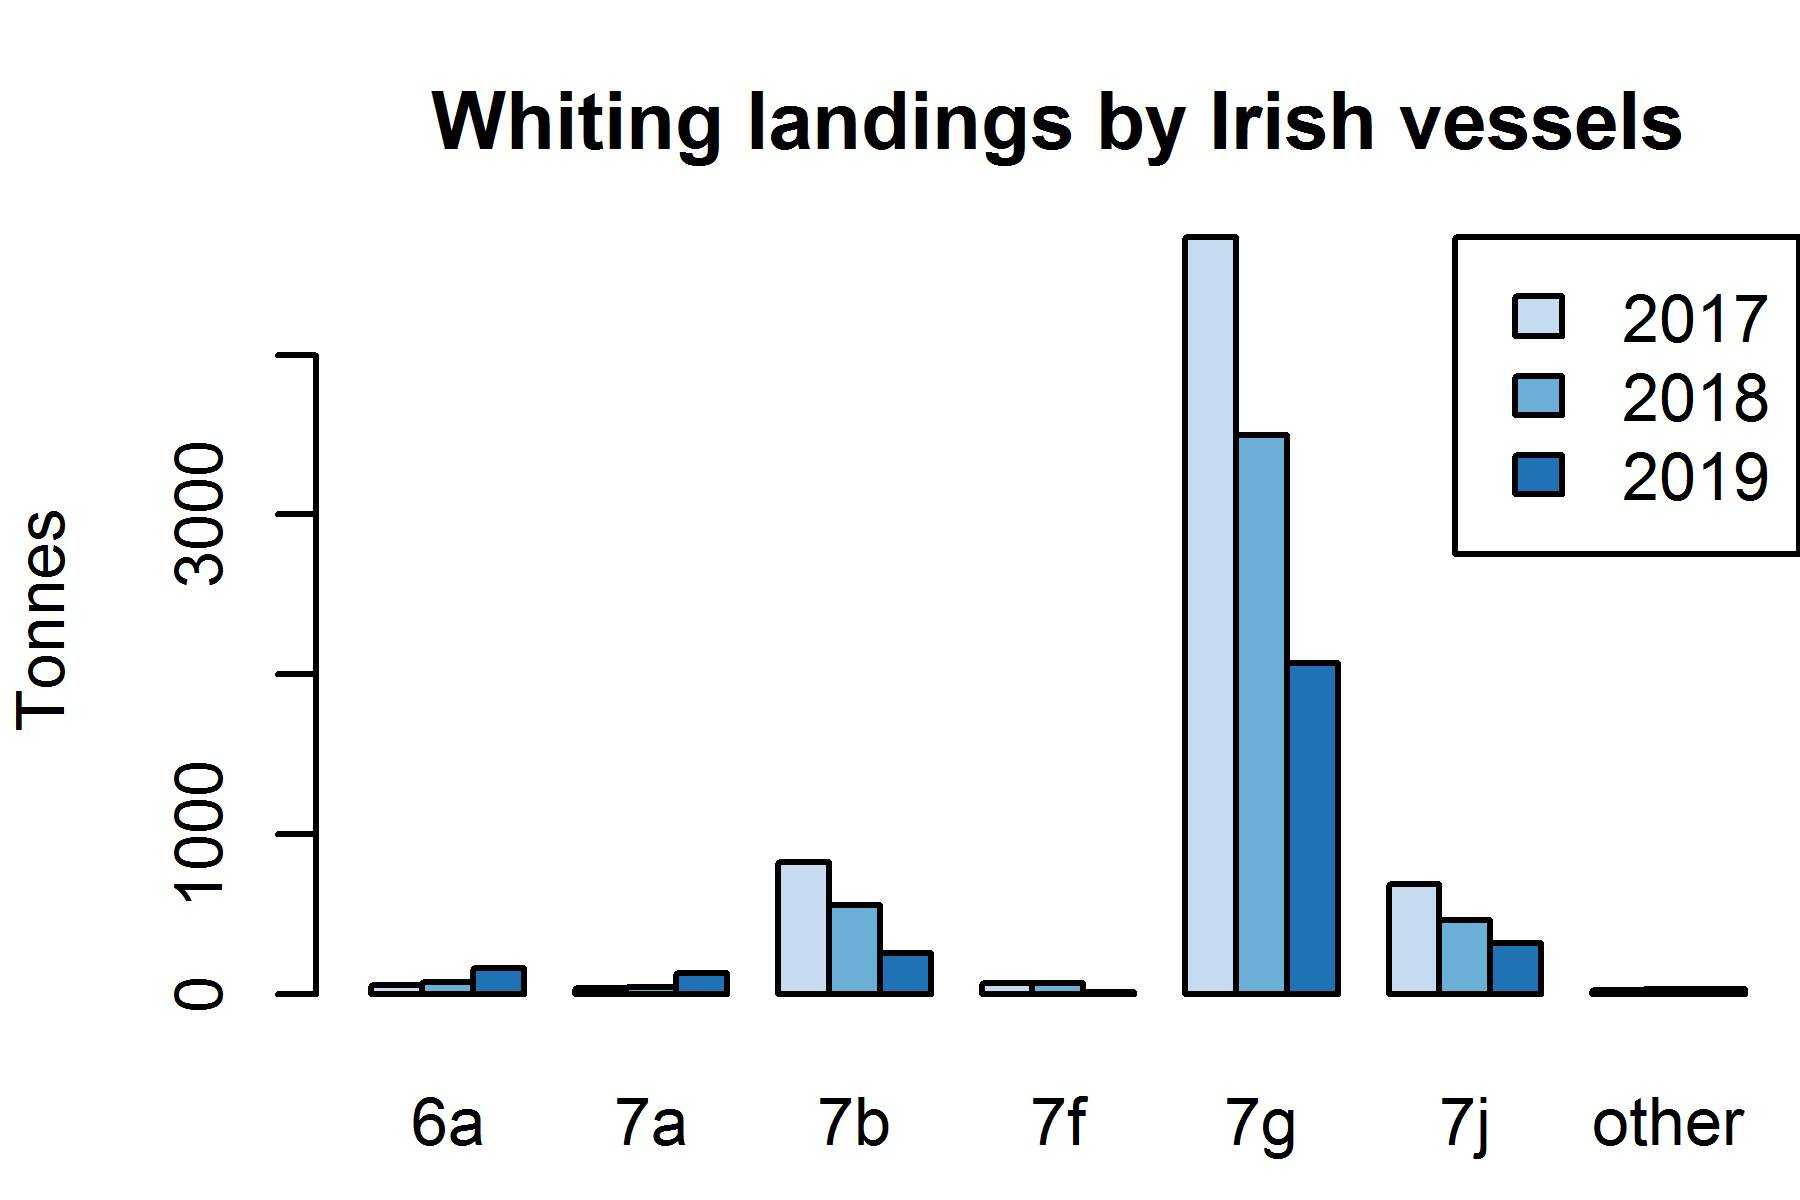 Whiting landings by Irish vessels
2017
2018
2019
3000
1000
0
Tonnes
6a 7a 7b 7f 7g 7j other